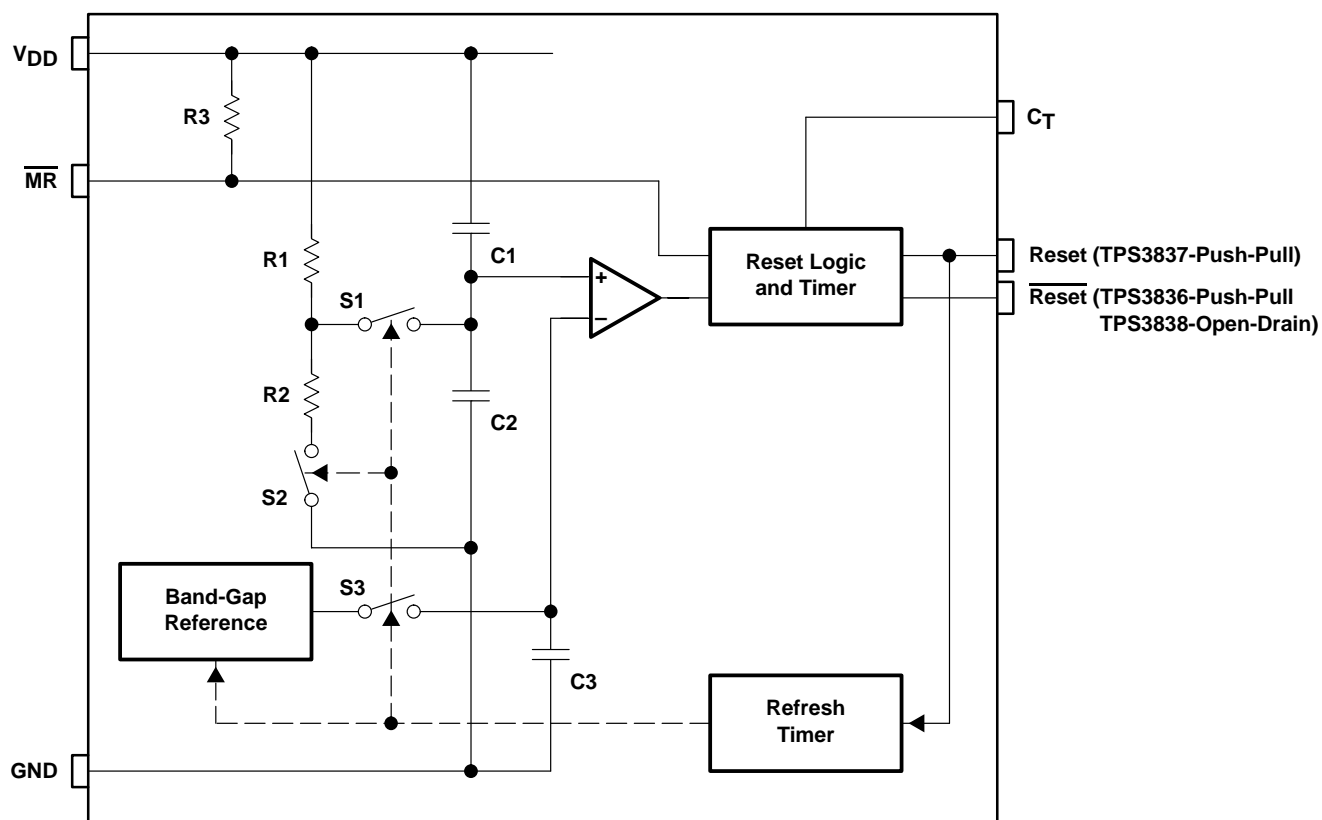 VDD
R3
CT
MR
R1
C1
Reset Logic
and Timer
Reset (TPS3837-Push-Pull)
S1
+
−
Reset (TPS3836-Push-Pull
TPS3838-Open-Drain)
R2
C2
S2
Band-Gap
Reference
S3
C3
Refresh
Timer
GND